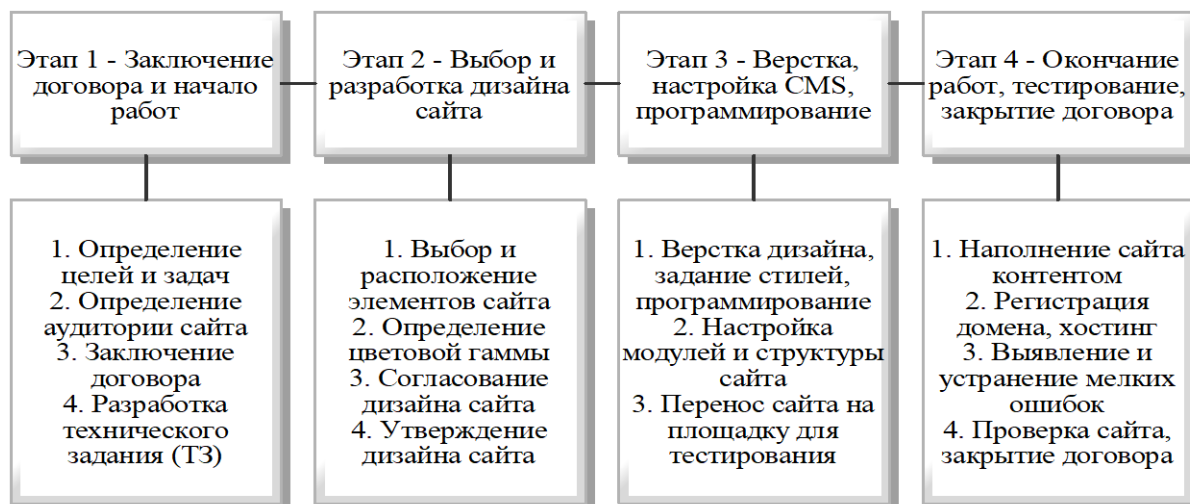 Этап 1 - Заключение
договора и начало
работ
Этап 2 - Выбор и
разработка дизайна
сайта
Этап 3 - Верстка,
настройка CMS,
программирование
Этап 4 - Окончание
работ, тестирование,
закрытие договора
1. Определение
целей и задач
2. Определение
аудитории сайта
3. Заключение
договора
4. Разработка
технического
задания (ТЗ)
1. Выбор и
расположение
элементов сайта
2. Определение
цветовой гаммы
3. Согласование
дизайна сайта
4. Утверждение
дизайна сайта
1. Верстка дизайна,
задание стилей,
программирование
2. Настройка
модулей и структуры
сайта
3. Перенос сайта на
площадку для
тестирования
1. Наполнение сайта
контентом
2. Регистрация
домена, хостинг
3. Выявление и
устранение мелких
ошибок
4. Проверка сайта,
закрытие договора